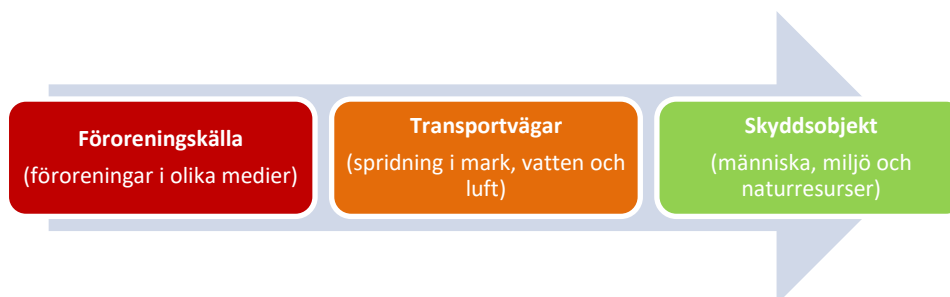 Föroreningskälla
(föroreningar i olika medier)
Transportvägar
(spridning i mark, vatten och
luft)
Skyddsobjekt
(människa, miljö och
naturresurser)